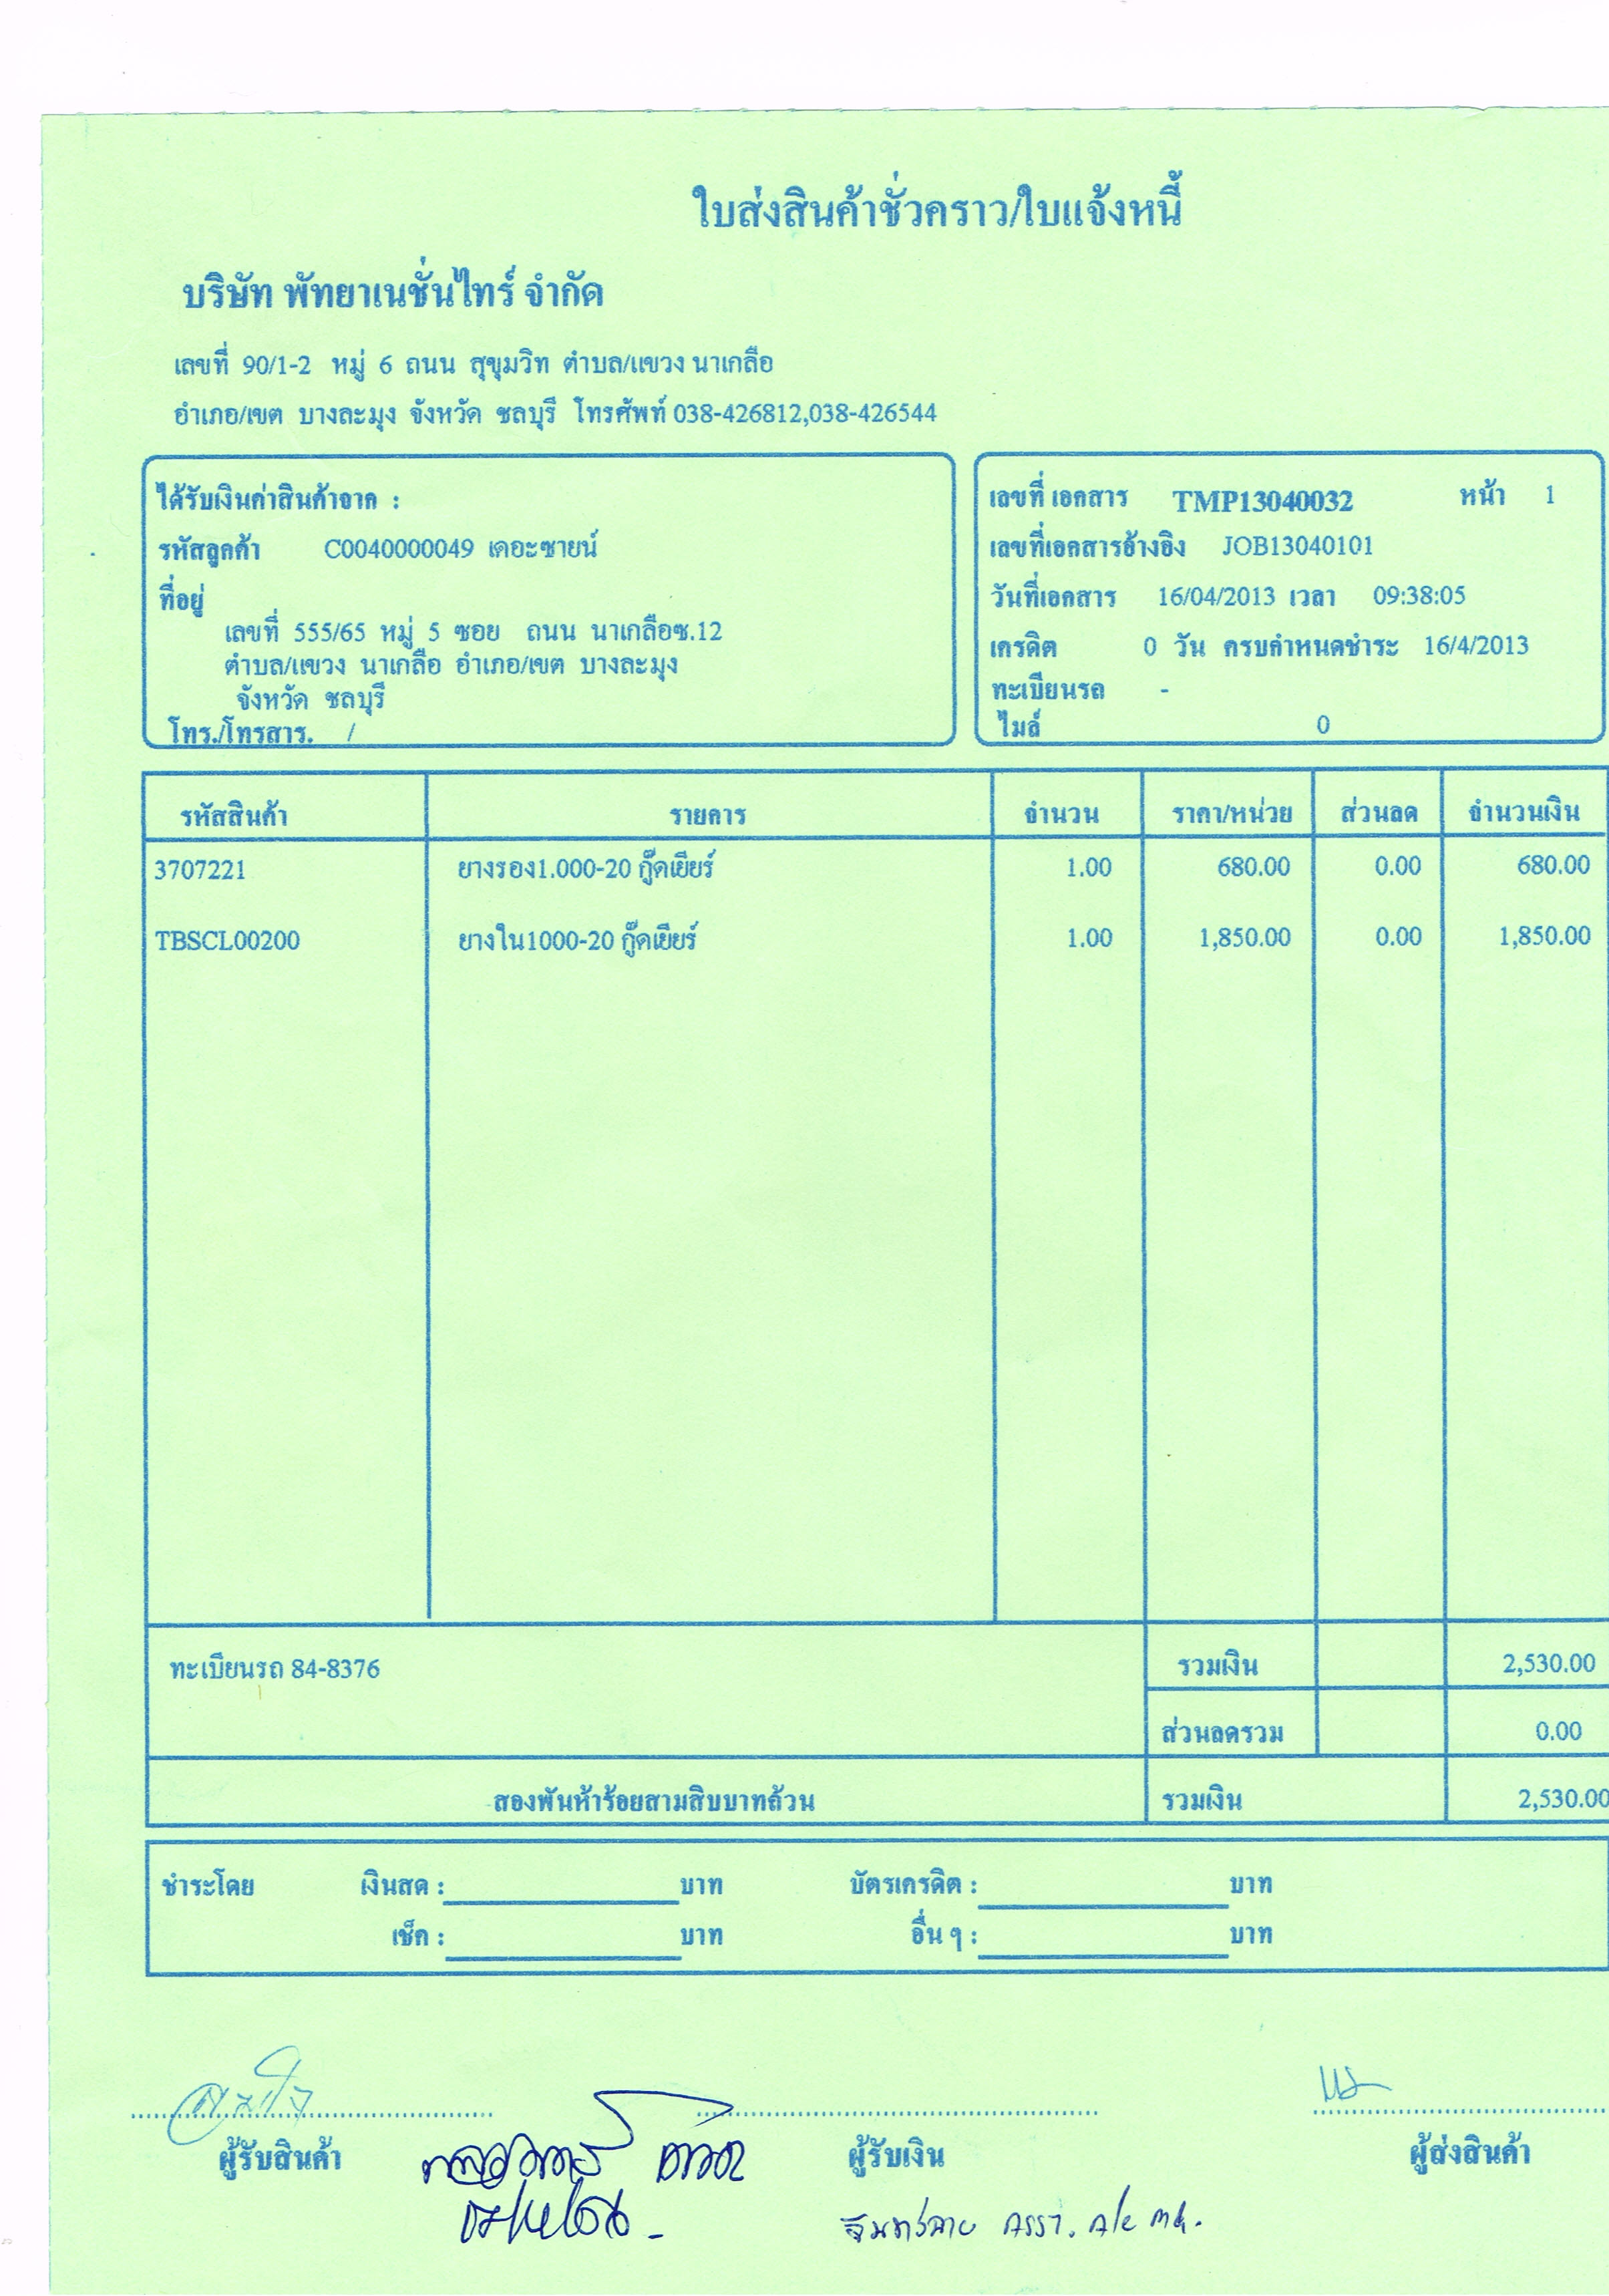 ใบส่งสินค้าชั่วคราว/ใบแจ้งหนี้
บริษัท พัทยาเนชั่นไทร์ จำกัด
เลขที่ 90/1-2 หมู่ 6 ถนน สุขุมวิท ตำบล/แขวง นาเกลือ
อำเภอ/เขต บางละมุง จังหวัด ชลบุรี โทรศัพท์ 038-426812,038-426544
ได้รับเงินค่าสินค้าจาก :
รหัสลูกค้า C0040000049 เดอะซายน์
ที่อยู่
เลขที่ 555/65 หมู่ 5 ซอย ถนน นาเกลือซ.12
ตำบล/แขวง นาเกลือ อำเภอ/เขต บางละมุง
จังหวัด ชลบุรี
โทร./โทรสาร. /
เลขที่ เอกสาร TMP13040032 หน้า 1
เลขที่เอกสารอ้างอิง JOB13040101
วันที่เอกสาร 16/04/2013 เวลา 09:38:05
เครดิต 0 วัน ครบกำหนดชำระ 16/4/2013
ทะเบียนรถ -
ไมล์ 0
รหัสสินค้า รายการ จำนวน ราคา/หน่วย ส่วนลด จำนวนเงิน
3707221 ยางรอง1.000-20 กู๊ดเยียร์ 1.00 680.00 0.00 680.00
TBSCL00200 ยางใน1000-20 กู๊ดเยียร์ 1.00 1,850.00 0.00 1,850.00
ทะเบียนรถ 84-8376 รวมเงิน 2,530.00
ส่วนลดรวม 0.00
สองพันห้าร้อยสามสิบบาทถ้วน รวมเงิน 2,530.00
ชำระโดย เงินสด : บาท บัตรเครดิต : บาท
เช็ค : บาท อื่น ๆ : บาท
ผู้รับสินค้า ผู้รับเงิน ผู้ส่งสินค้า